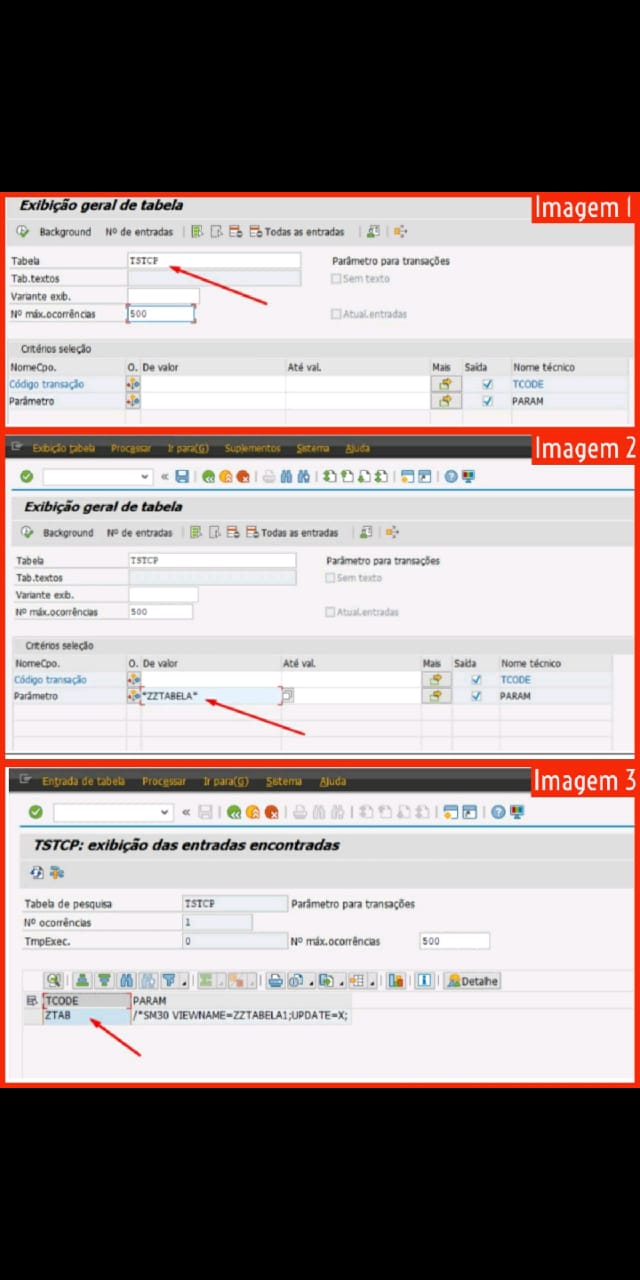 Exibição geral de tabela
Imagem 1
Background Nº de entradas Todas as entradas
Tabela TSTCP Parâmetro para transações
Tab.textos Sem texto
Variante exib.
Nº máx.ocorrências 500 Atual.entradas
Critérios seleção
NomeCpo. O. De valor Até val. Mais Saída Nome técnico
Código transação TCODE
Parâmetro PARAM
Exibição tabela Processar Ir para(G) Suplementos Sistema Ajuda
Imagem 2
Exibição geral de tabela
Background Nº de entradas Todas as entradas
Tabela TSTCP Parâmetro para transações
Tab.textos Sem texto
Variante exib.
Nº máx.ocorrências 500 Atual.entradas
Critérios seleção
NomeCpo. O. De valor Até val. Mais Saída Nome técnico
Código transação TCODE
Parâmetro *ZZTABELA* PARAM
Entrada de tabela Processar Ir para(G) Sistema Ajuda
Imagem 3
TSTCP: exibição das entradas encontradas
Tabela de pesquisa TSTCP Parâmetro para transações
Nº ocorrências 1
TmpExec. 0 Nº máx.ocorrências 500
Detalhe
TCODE PARAM
ZTAB /*SM30 VIEWNAME=ZZTABELA1;UPDATE=X;